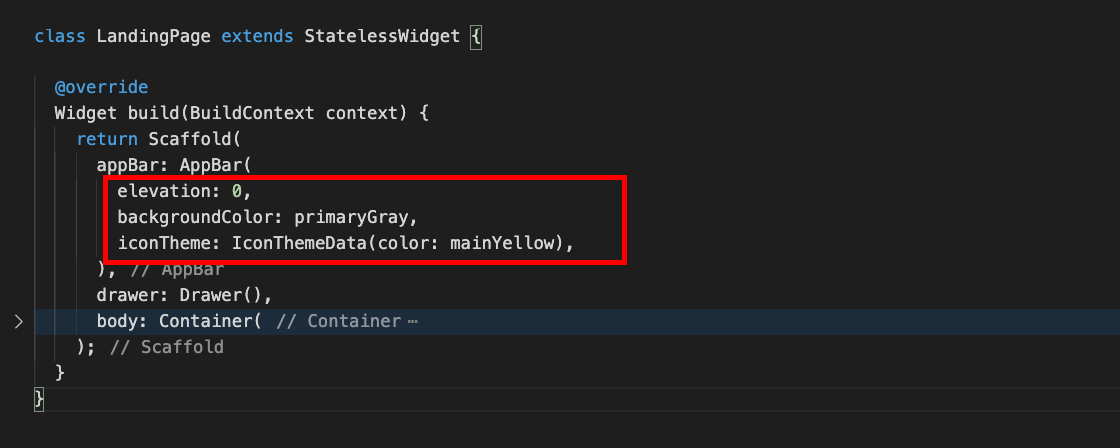 class LandingPage extends StatelessWidget {
@override
Widget build(BuildContext context) {
return Scaffold(
appBar: AppBar(
elevation: 0,
backgroundColor: primaryGray,
iconTheme: IconThemeData(color: mainYellow),
), // AppBar
drawer: Drawer(),
body: Container( // Container ⋯
); // Scaffold
}
}